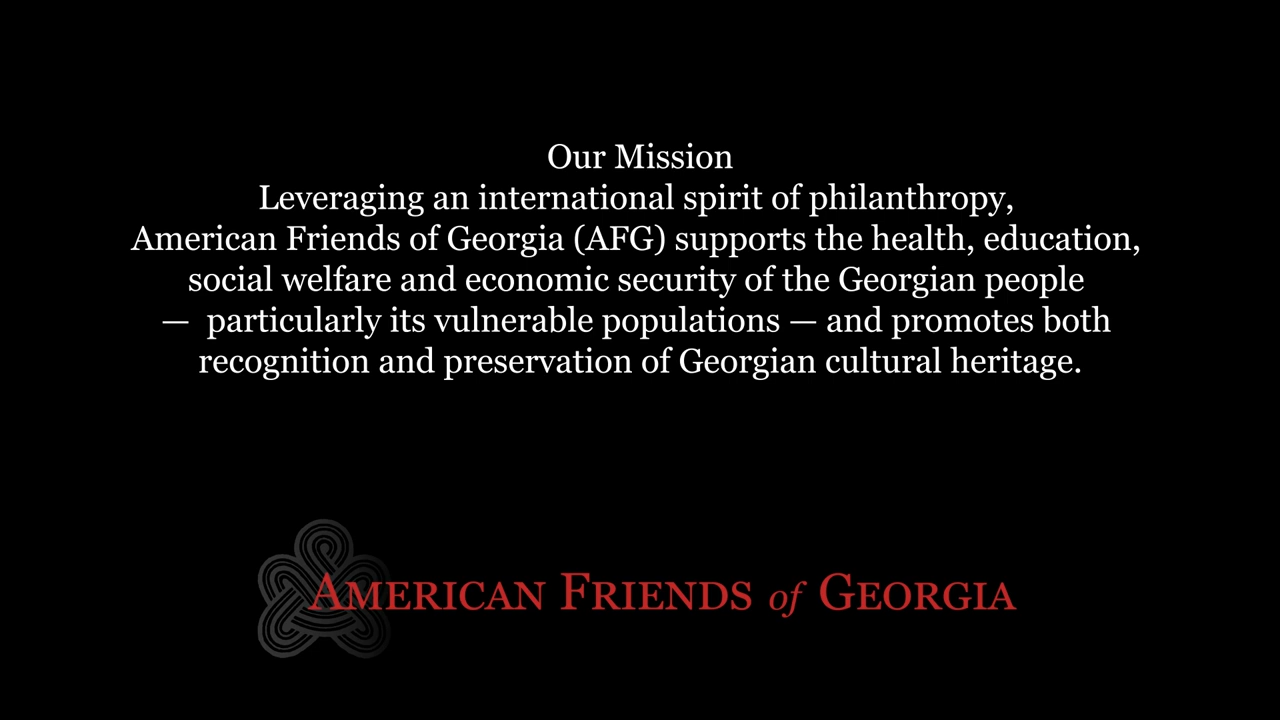 Our Mission
Leveraging an international spirit of philanthropy,
American Friends of Georgia (AFG) supports the health, education,
social welfare and economic security of the Georgian people
—  particularly its vulnerable populations — and promotes both
recognition and preservation of Georgian cultural heritage.
AMERICAN FRIENDS of GEORGIA